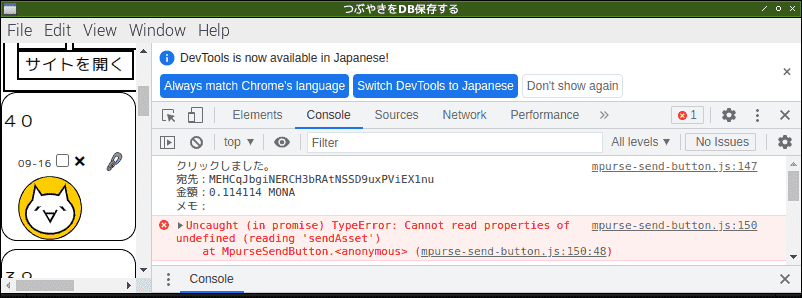 つぶやきをDB保存する
File Edit View Window Help
サイトを開く
40
09-16
DevTools is now available in Japanese!
Always match Chrome's language Switch DevTools to Japanese Don't show again
Elements Console Sources Network Performance » 1
top Filter All levels No Issues
クリックしました。 mpurse-send-button.js:147
宛先：MEHCqJbgiNERCH3bRAtNSSD9uxPViEX1nu
金額：0.114114 MONA
メモ：
Uncaught (in promise) TypeError: Cannot read properties of mpurse-send-button.js:150
undefined (reading 'sendAsset')
at MpurseSendButton.<anonymous> (mpurse-send-button.js:150:48)
Console